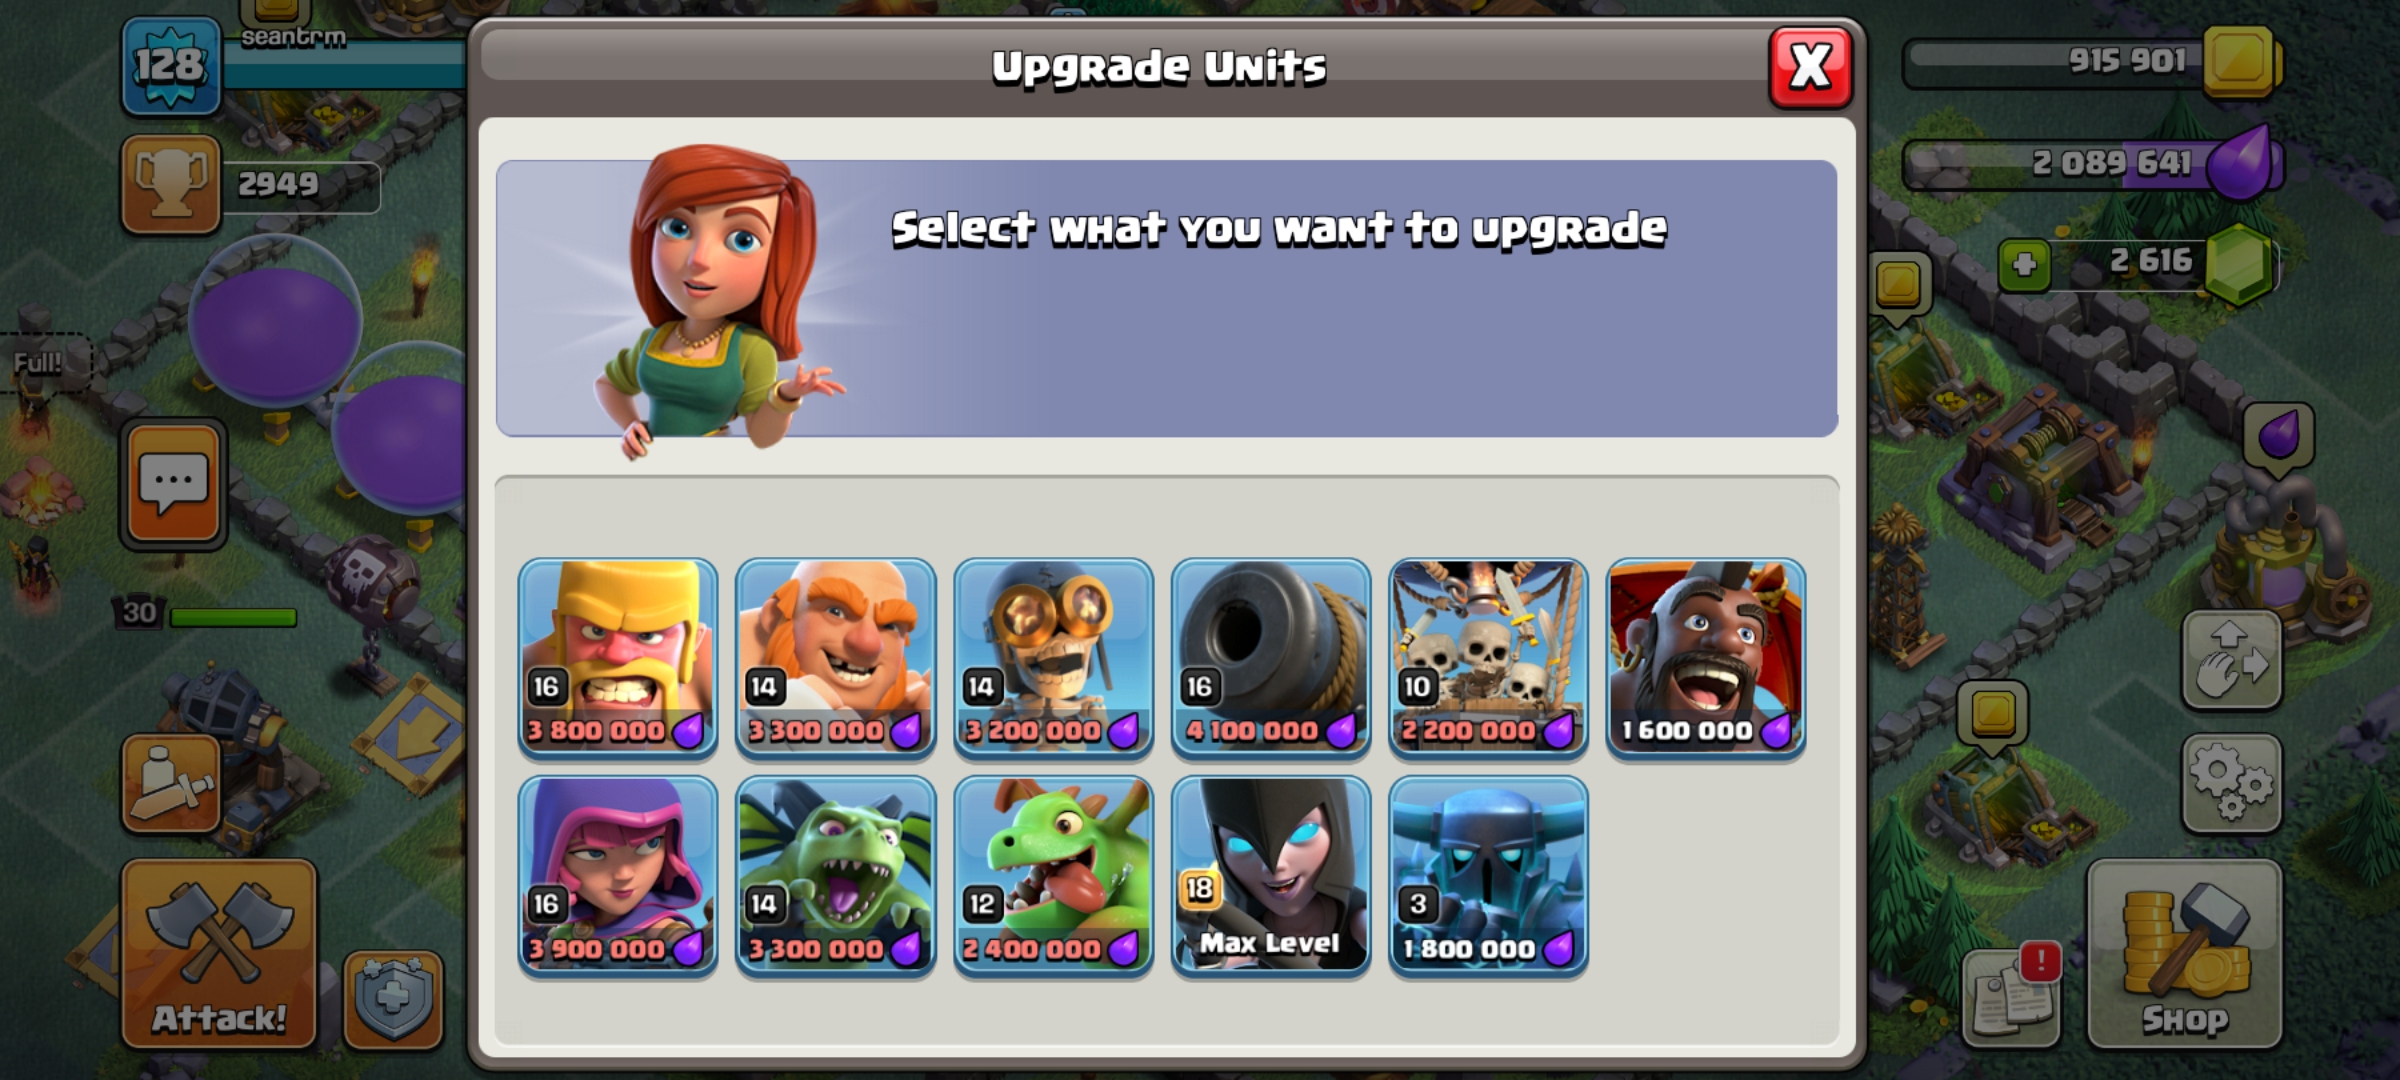 128
seantrm
Upgrade Units
X
915 901
2949
2 089 641
2 616
Select what you want to upgrade
Full!
30
16
3 800 000
14
3 300 000
14
3 200 000
16
4 100 000
10
2 200 000
1 600 000
16
3 900 000
14
3 300 000
12
2 400 000
18
Max Level
3
1 800 000
Attack!
!
Shop